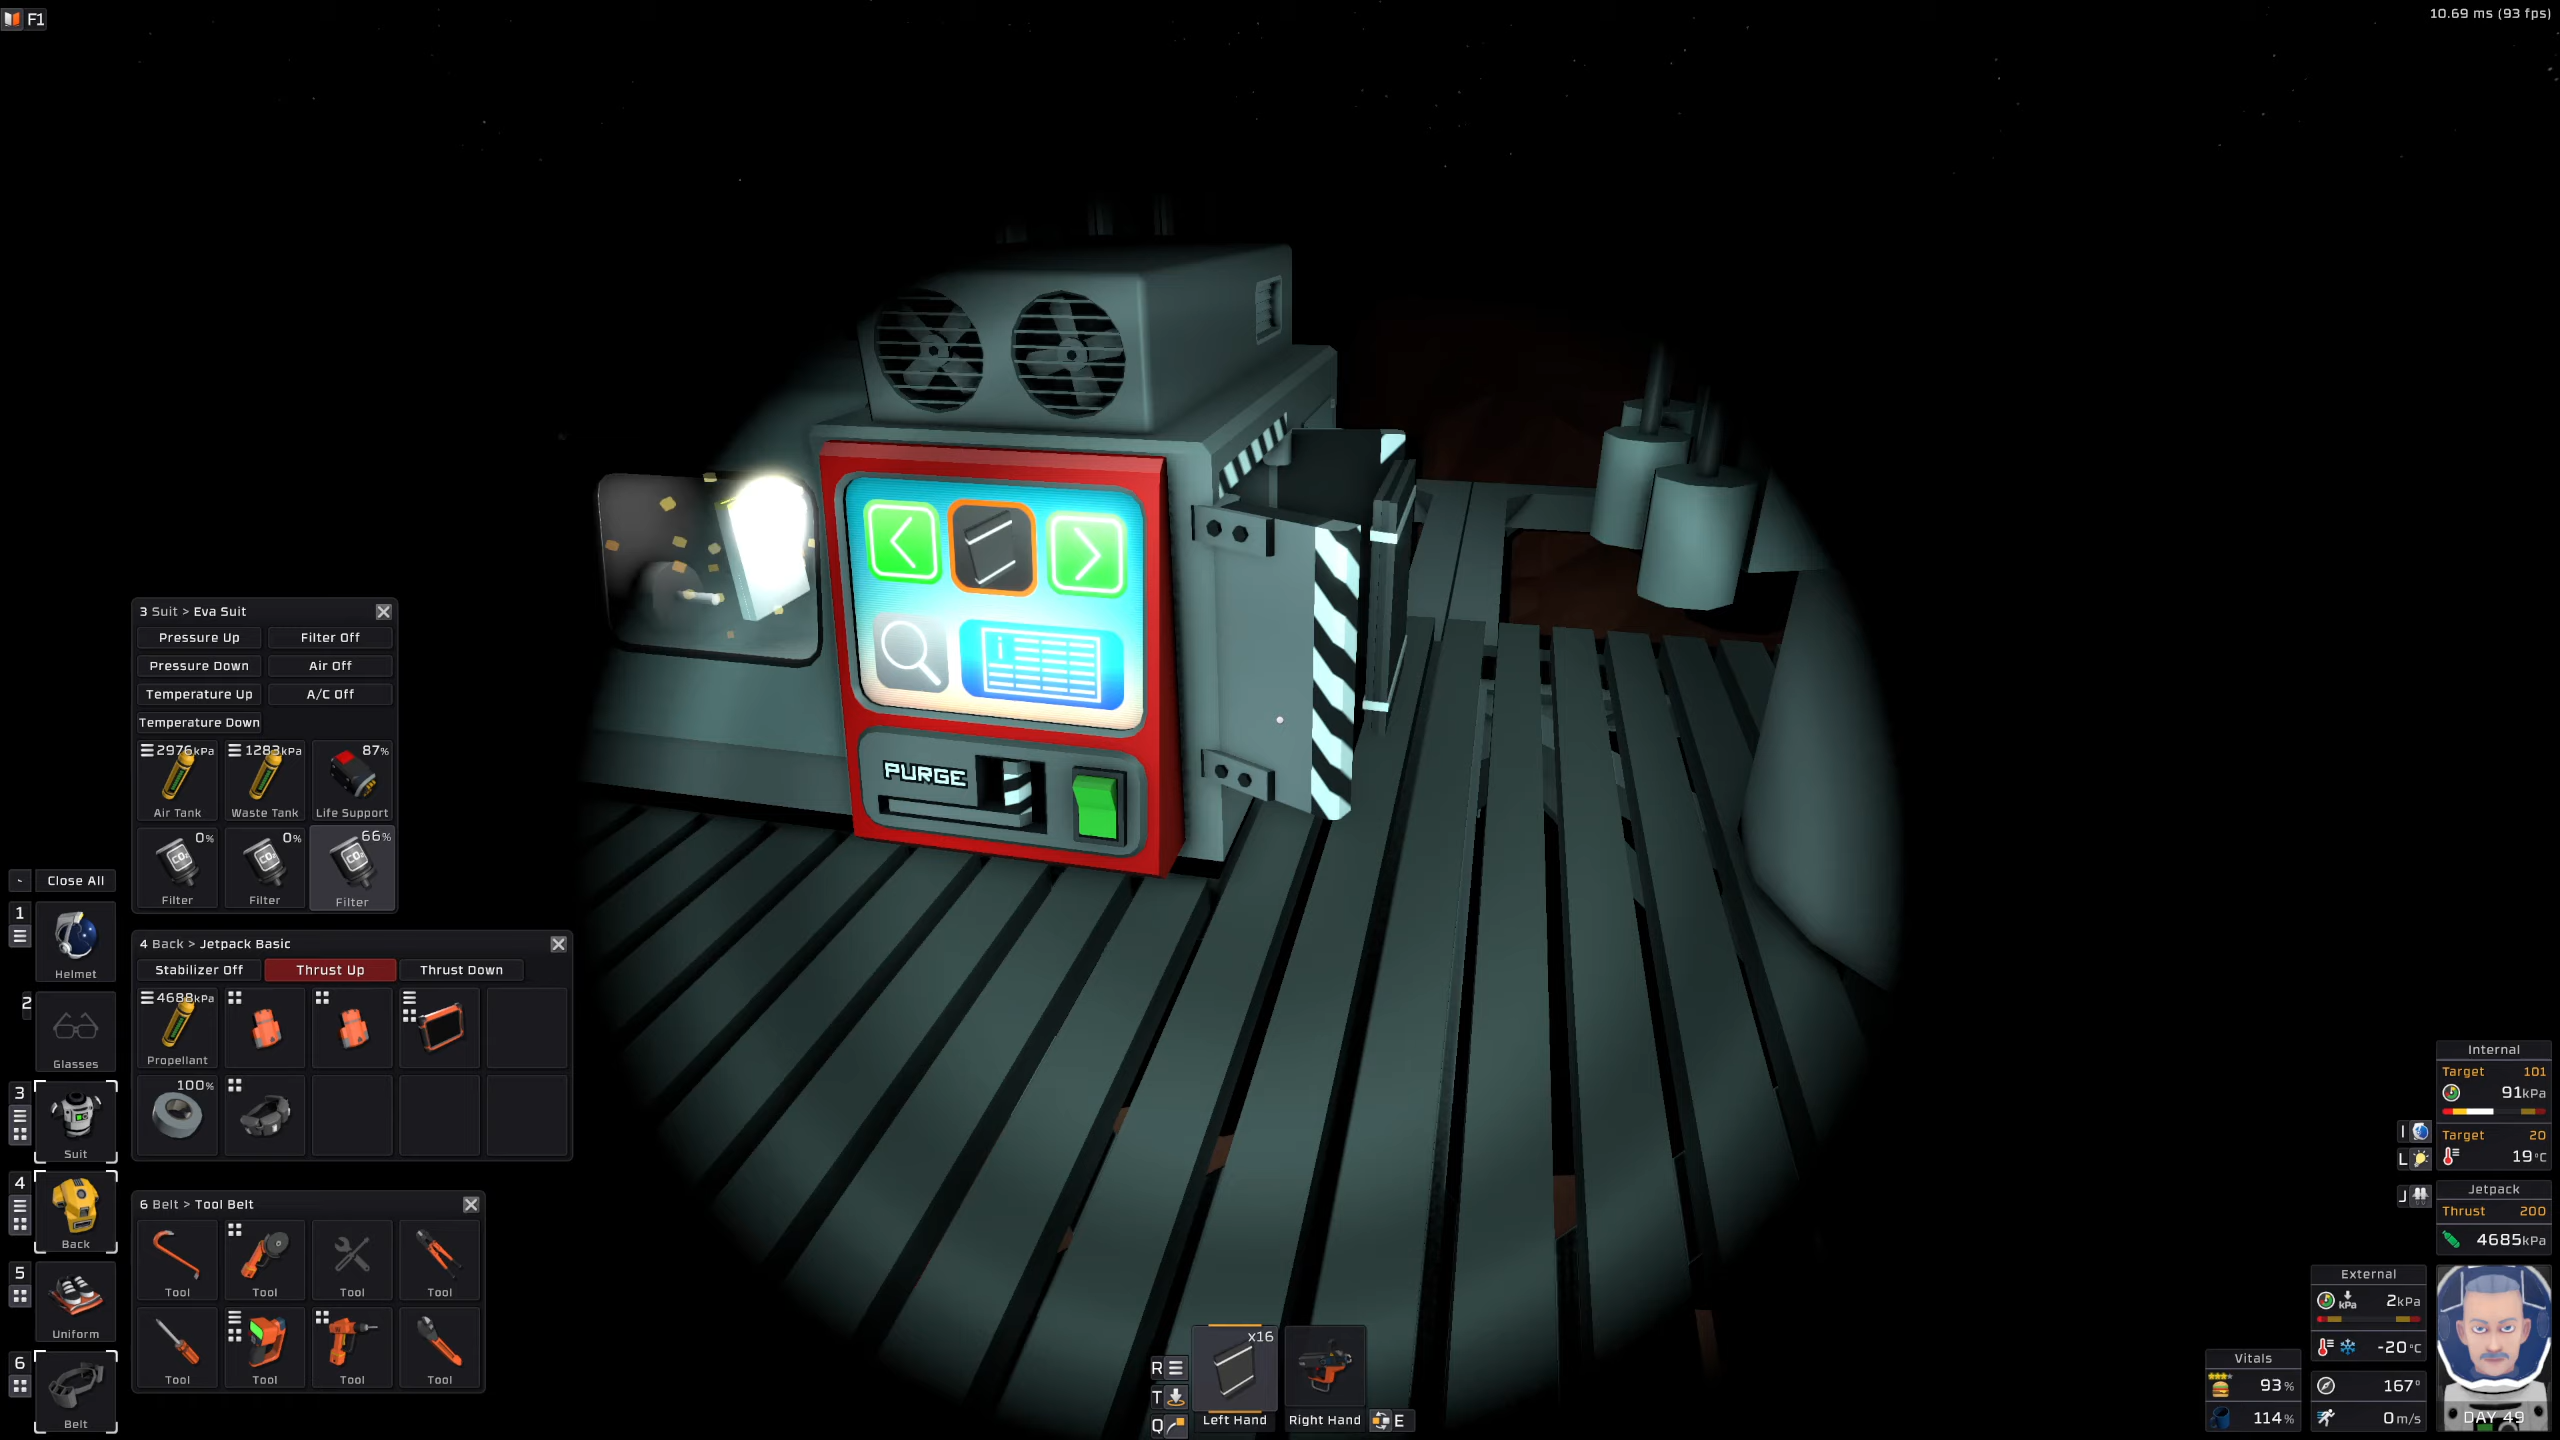 F1
10.69 ms (93 fps)
PURGE
3 Suit > Eva Suit
Pressure Up
Filter Off
Pressure Down
Air Off
Temperature Up
A/C Off
Temperature Down
2976kPa
1283kPa
87%
Air Tank
Waste Tank
Life Support
0%
0%
66%
CO₂
CO₂
CO₂
Filter
Filter
Filter
~ Close All
1
Helmet
2
Glasses
3
Suit
4
Back
5
Uniform
6
Belt
4 Back > Jetpack Basic
Stabilizer Off
Thrust Up
Thrust Down
4688kPa
Propellant
100%
6 Belt > Tool Belt
Tool
Tool
Tool
Tool
Tool
Tool
Tool
Tool
R
T
Q
x16
Left Hand
Right Hand
E
Internal
Target 101
91kPa
I
Target 20
L
19°C
Jetpack
J
Thrust 200
4685kPa
External
kPa
2kPa
-20°C
Vitals
93%
167°
114%
0m/s
DAY 49